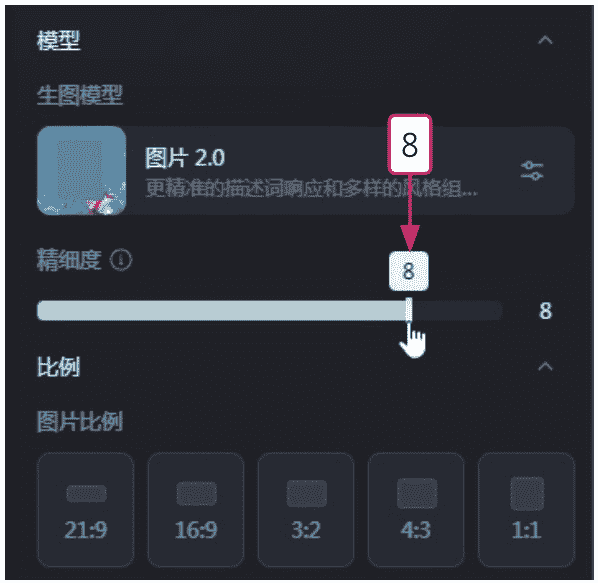 模型
生图模型
图片 2.0
更精准的描述词响应和多样的风格组...
8
精细度
8
8
比例
图片比例
21:9 16:9 3:2 4:3 1:1